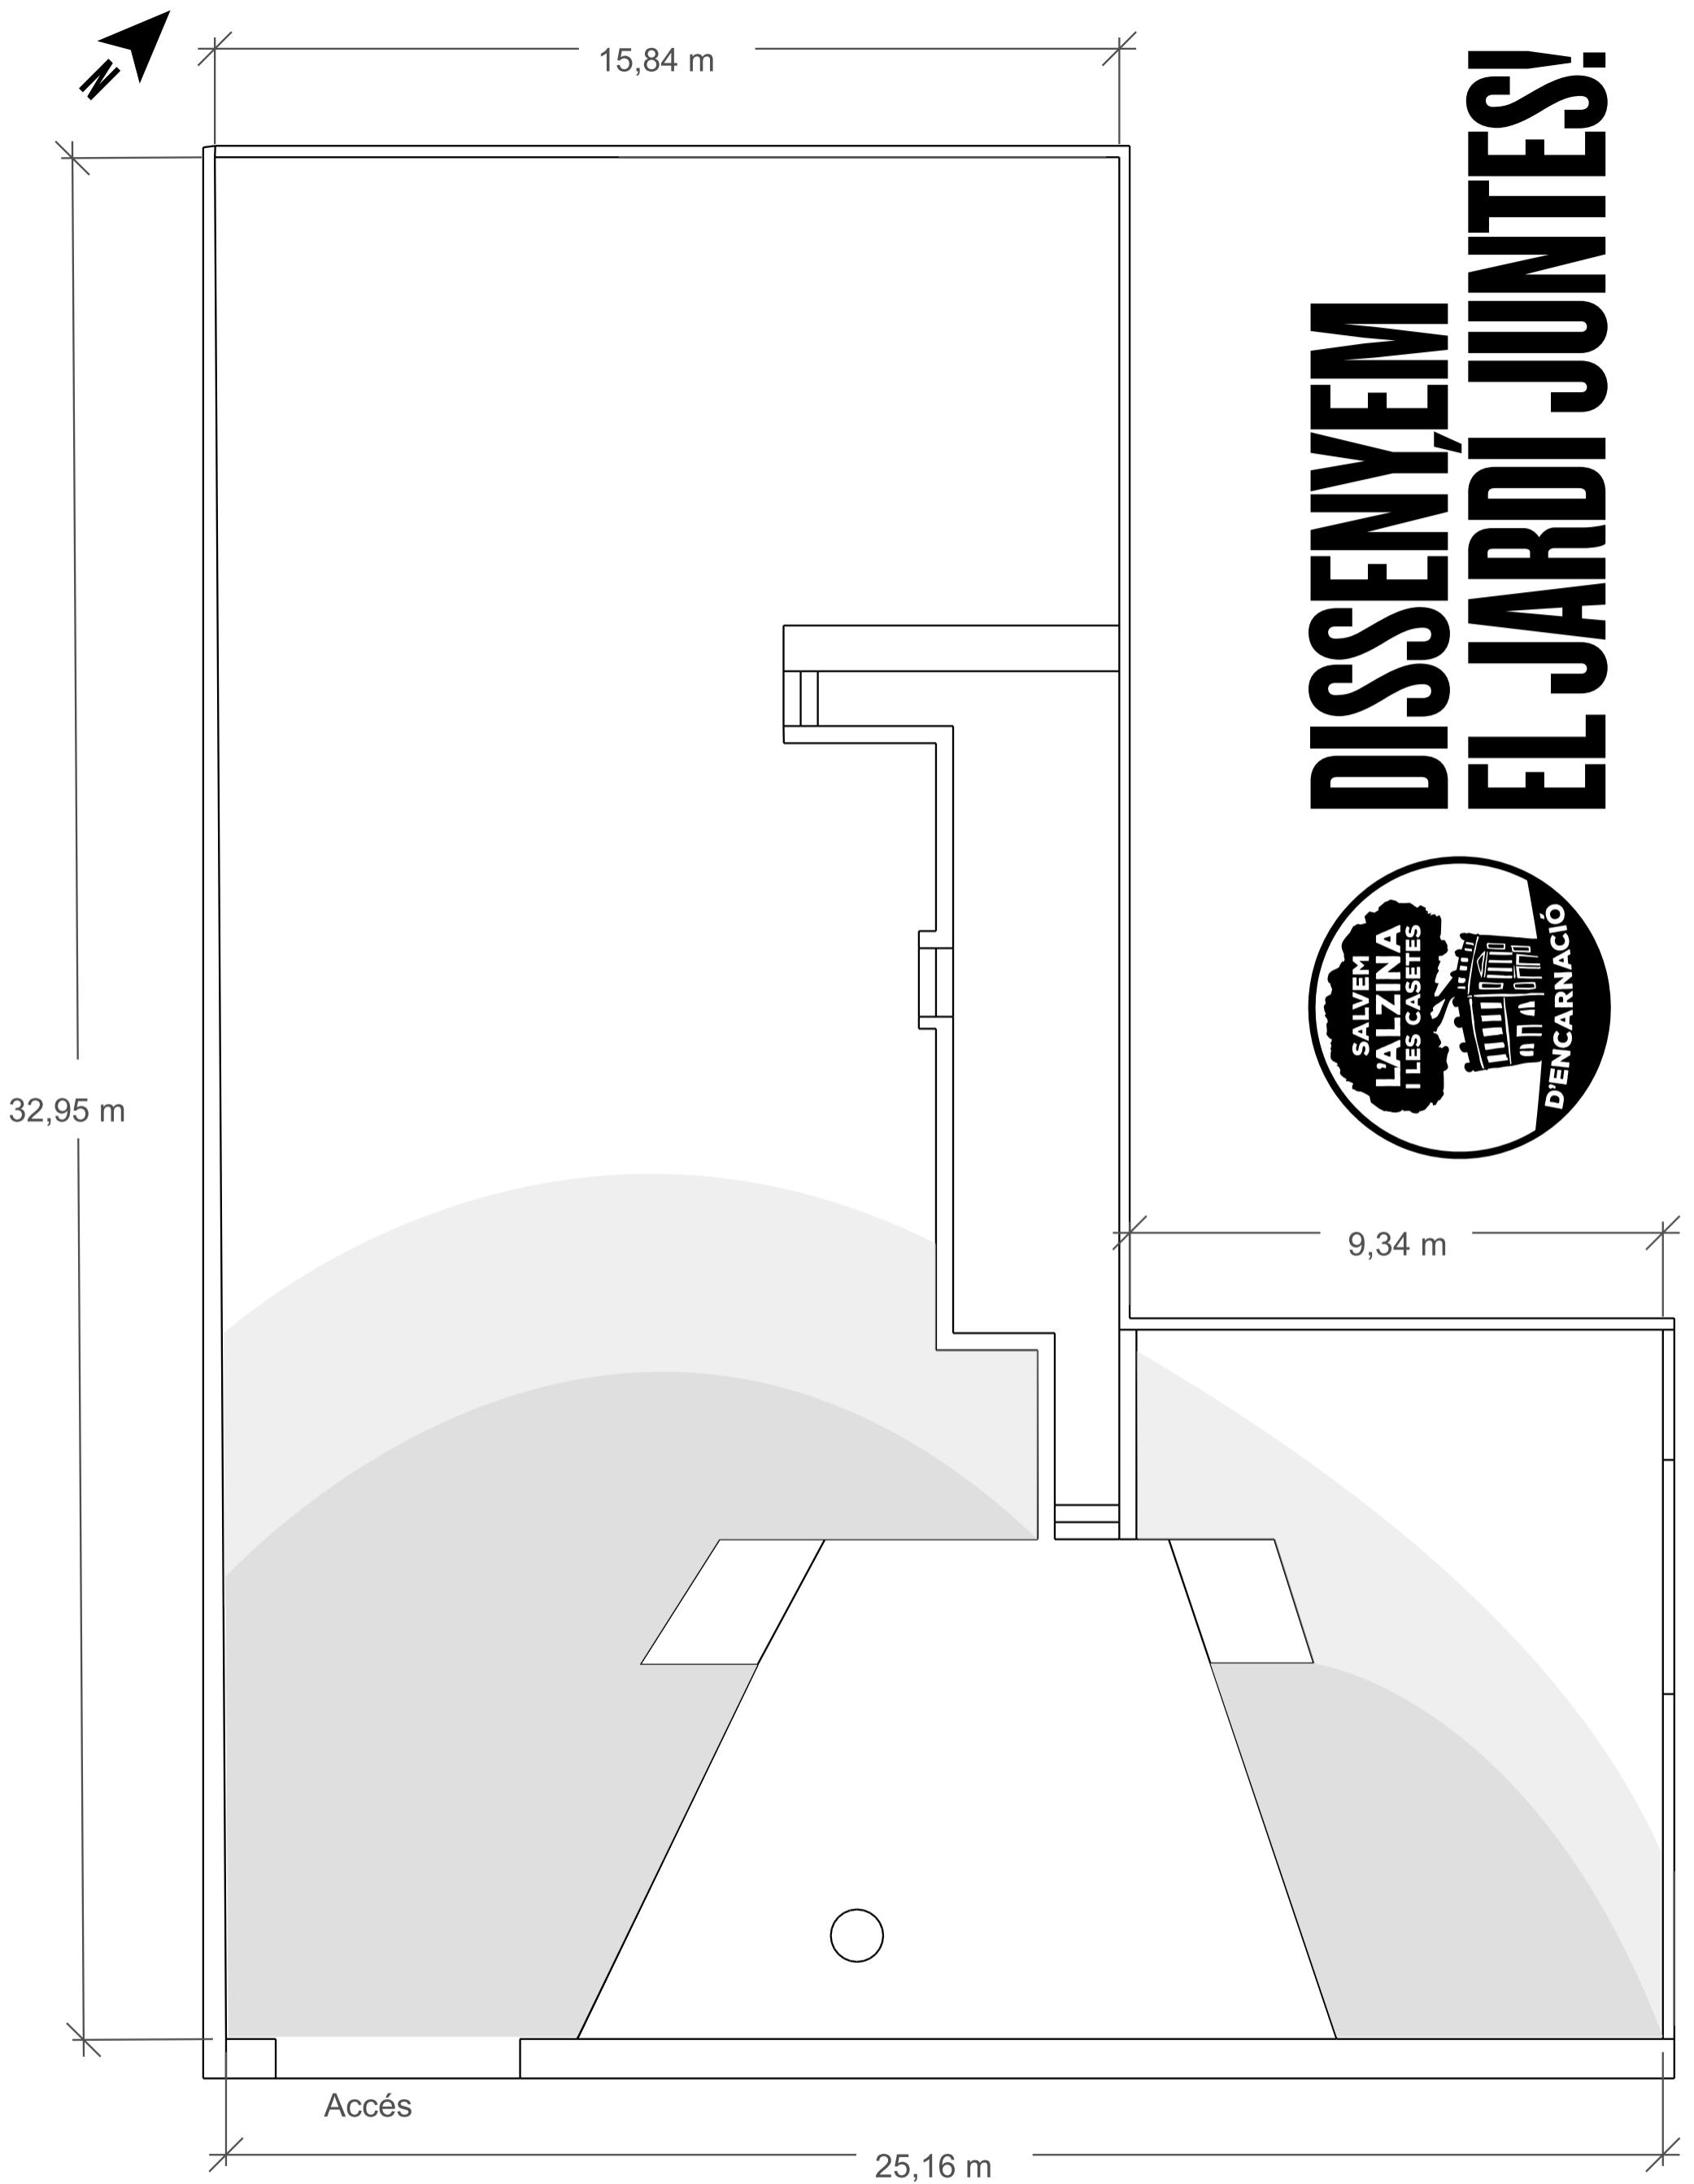 N
15,84 m
DISSENYEM
EL JARDÍ JUNTES!
32,95 m
SALVEM
L'ALZINA
I LES CASETES
D'ENCARNACIÓ
9,34 m
Accés
25,16 m